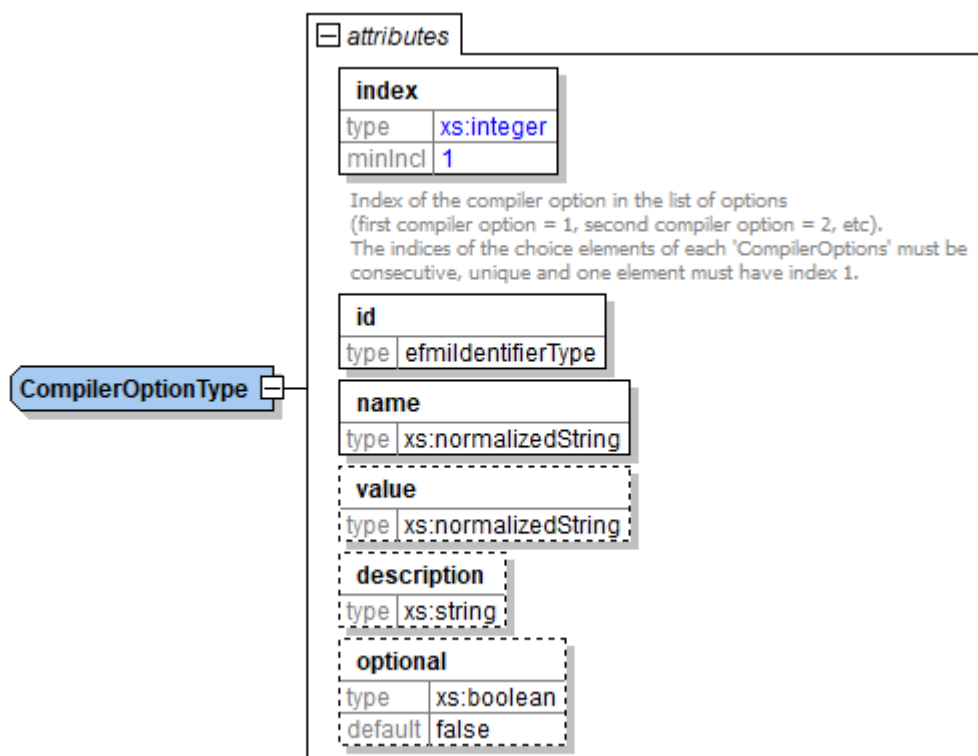 attributes
index
type xs:integer
minIncl 1
Index of the compiler option in the list of options
(first compiler option = 1, second compiler option = 2, etc).
The indices of the choice elements of each 'CompilerOptions' must be
consecutive, unique and one element must have index 1.
id
type efmiIdentifierType
CompilerOptionType
name
type xs:normalizedString
value
type xs:normalizedString
description
type xs:string
optional
type xs:boolean
default false